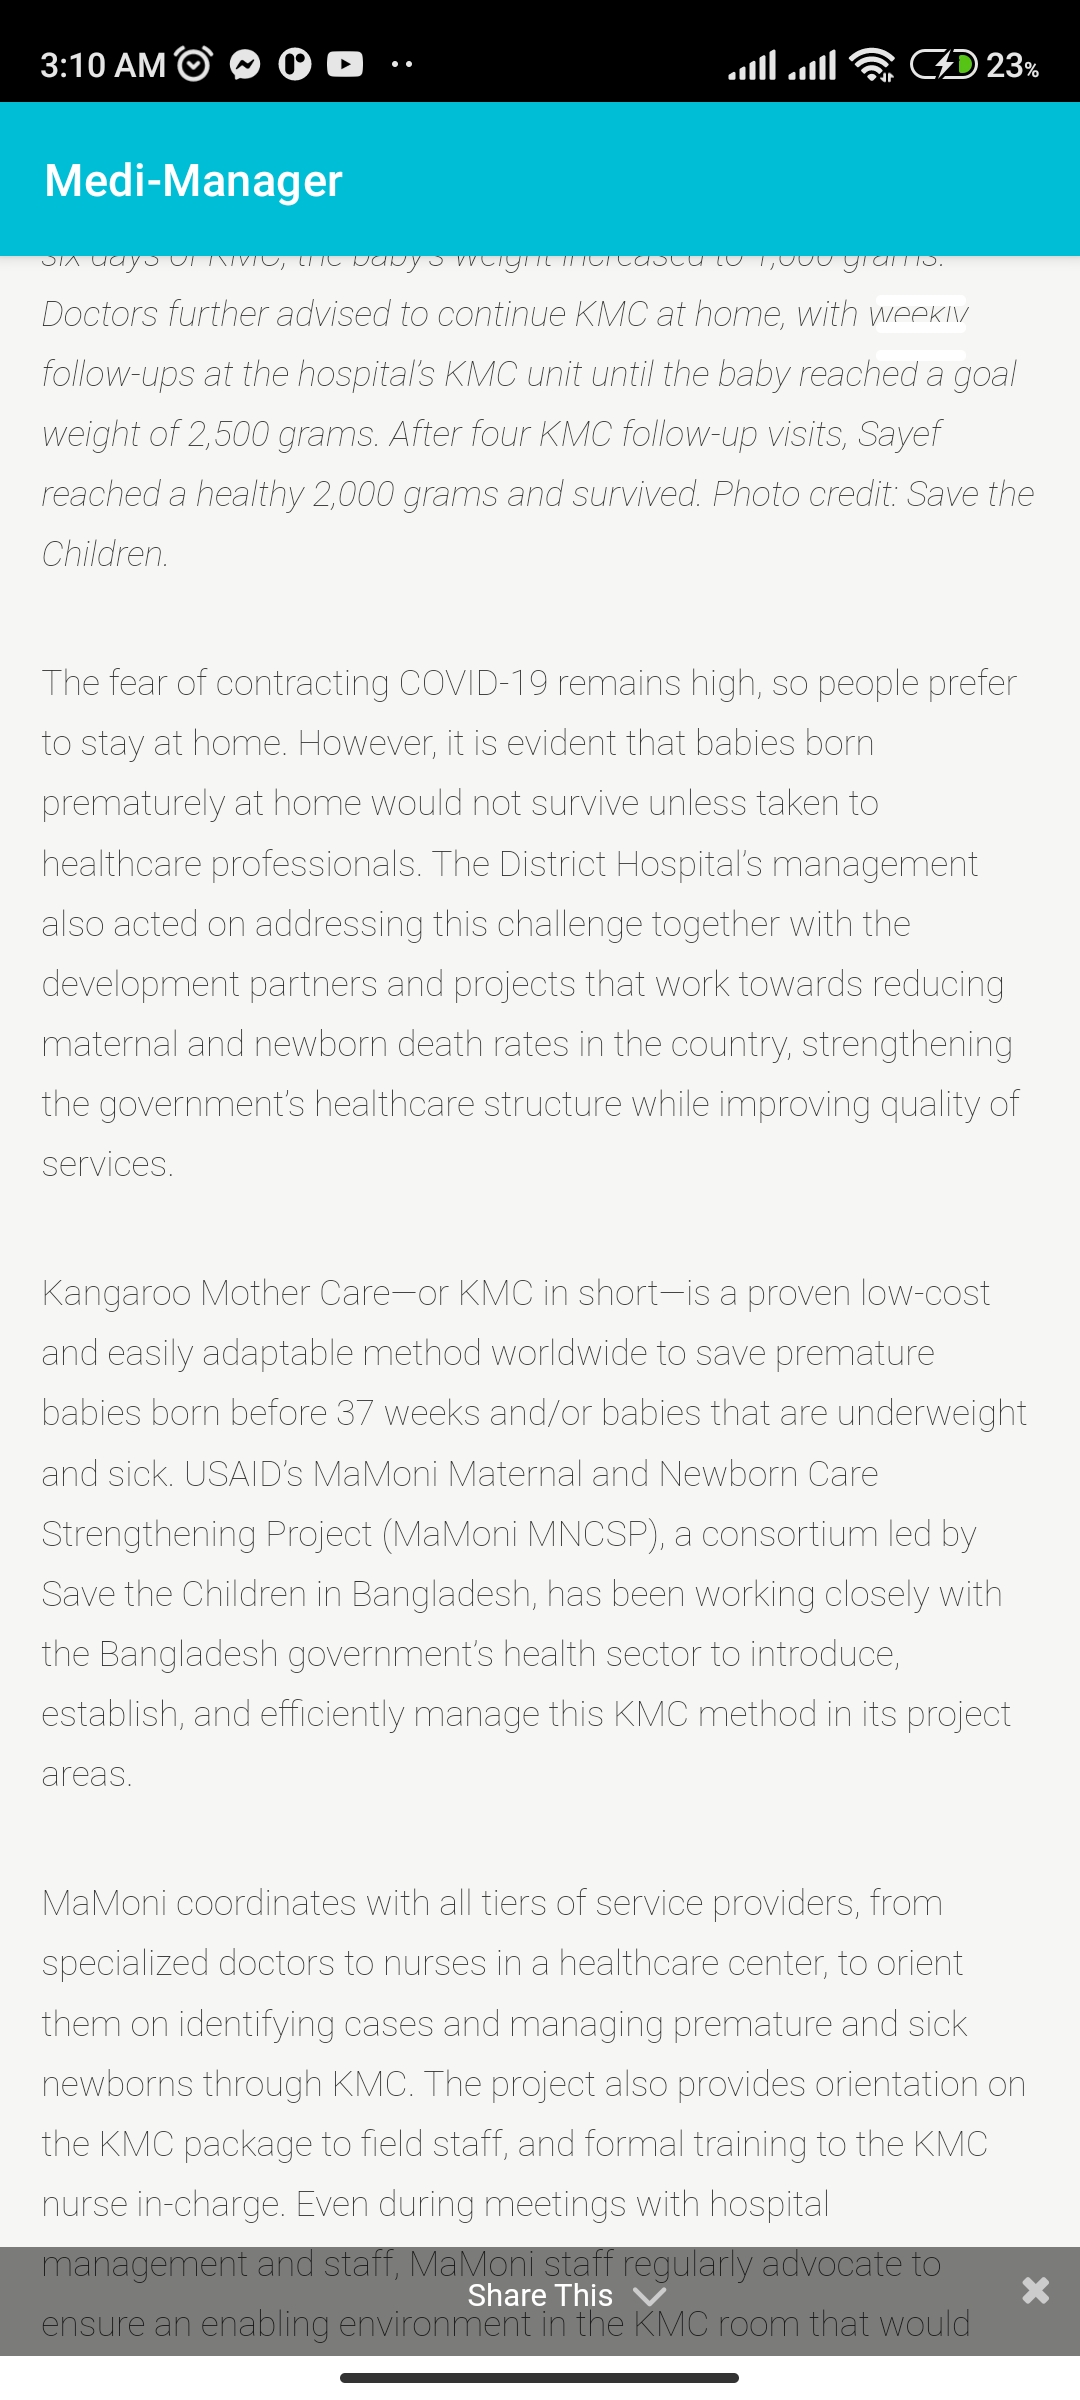 3:10 AM
23%
Medi-Manager
six days of KMC, the baby's weight increased to 1,000 grams.
Doctors further advised to continue KMC at home, with weekly
follow-ups at the hospital's KMC unit until the baby reached a goal
weight of 2,500 grams. After four KMC follow-up visits, Sayef
reached a healthy 2,000 grams and survived. Photo credit: Save the
Children.
The fear of contracting COVID-19 remains high, so people prefer
to stay at home. However, it is evident that babies born
prematurely at home would not survive unless taken to
healthcare professionals. The District Hospital's management
also acted on addressing this challenge together with the
development partners and projects that work towards reducing
maternal and newborn death rates in the country, strengthening
the government's healthcare structure while improving quality of
services.
Kangaroo Mother Care—or KMC in short—is a proven low-cost
and easily adaptable method worldwide to save premature
babies born before 37 weeks and/or babies that are underweight
and sick. USAID's MaMoni Maternal and Newborn Care
Strengthening Project (MaMoni MNCSP), a consortium led by
Save the Children in Bangladesh, has been working closely with
the Bangladesh government's health sector to introduce,
establish, and efficiently manage this KMC method in its project
areas.
MaMoni coordinates with all tiers of service providers, from
specialized doctors to nurses in a healthcare center, to orient
them on identifying cases and managing premature and sick
newborns through KMC. The project also provides orientation on
the KMC package to field staff, and formal training to the KMC
nurse in-charge. Even during meetings with hospital
management and staff, MaMoni staff regularly advocate to
Share This
ensure an enabling environment in the KMC room that would